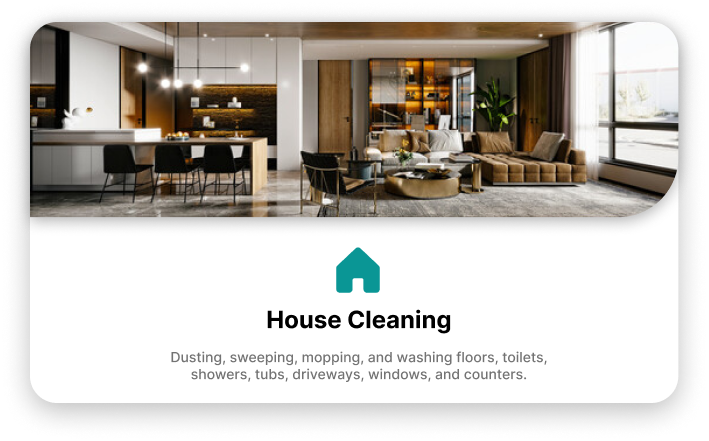 House Cleaning
Dusting, sweeping, mopping, and washing floors, toilets,
showers, tubs, driveways, windows, and counters.